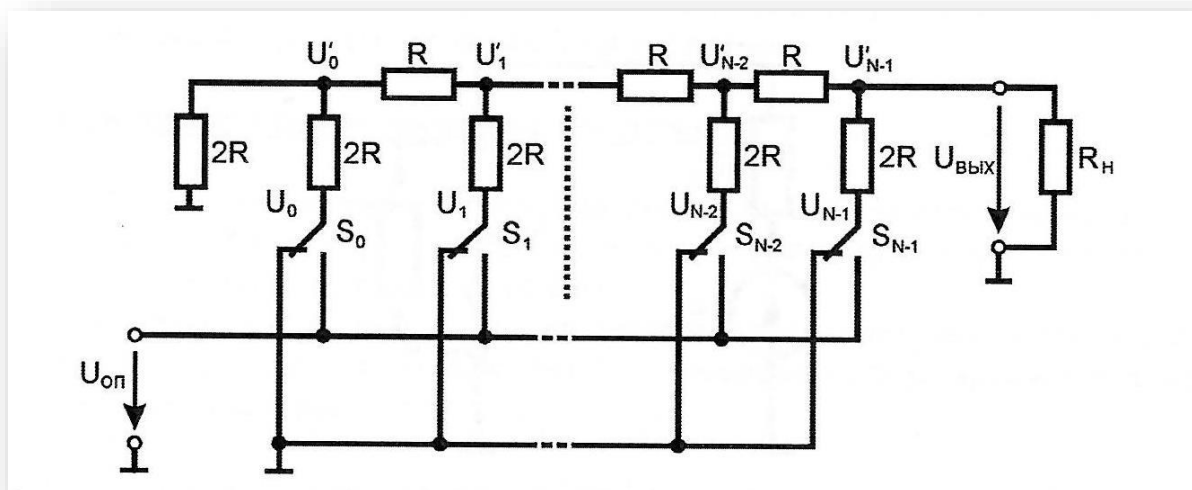 U'₀ R U'₁ R U'N-2 R U'N-1
2R 2R 2R 2R 2R Uвых Rн
U₀ S₀ U₁ S₁ UN-2 SN-2 UN-1 SN-1
Uоп